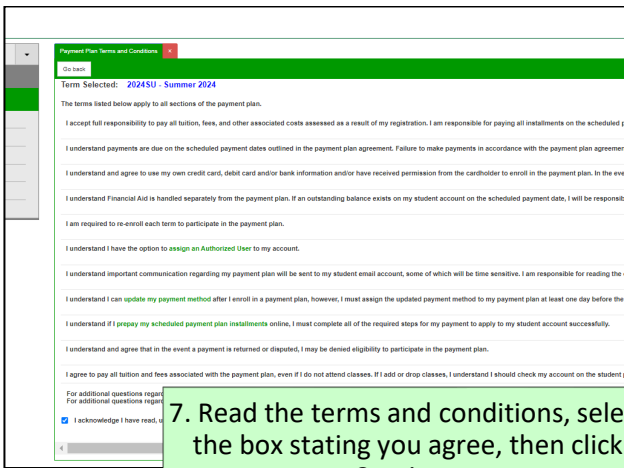 Payment Plan Terms and Conditions x
Go back
Term Selected: 2024SU - Summer 2024
The terms listed below apply to all sections of the payment plan.
I accept full responsibility to pay all tuition, fees, and other associated costs assessed as a result of my registration. I am responsible for paying all installments on the scheduled
I understand payments are due on the scheduled payment dates outlined in the payment plan agreement. Failure to make payments in accordance with the payment plan
I understand and agree to use my own credit card, debit card and/or bank information and/or have received permission from the cardholder to enroll in the payment plan. In the
I understand Financial Aid is handled separately from the payment plan. If an outstanding balance exists on my student account on the scheduled payment date, I will be
I am required to re-enroll each term to participate in the payment plan.
I understand I have the option to assign an Authorized User to my account.
I understand important communication regarding my payment plan will be sent to my student email account, some of which will be time sensitive. I am responsible for reading the
I understand I can update my payment method after I enroll in a payment plan, however, I must assign the updated payment method to my payment plan at least one day before the
I understand if I prepay my scheduled payment plan installments online, I must complete all of the required steps for my payment to apply to my student account successfully.
I understand and agree that in the event a payment is returned or disputed, I may be denied eligibility to participate in the payment plan.
I agree to pay all tuition and fees associated with the payment plan, even if I do not attend classes. If I add or drop classes, I understand I should check my account on the student
For additional questions
For additional questions
I acknowledge I have read,
7. Read the terms and conditions,
the box stating you agree, then click